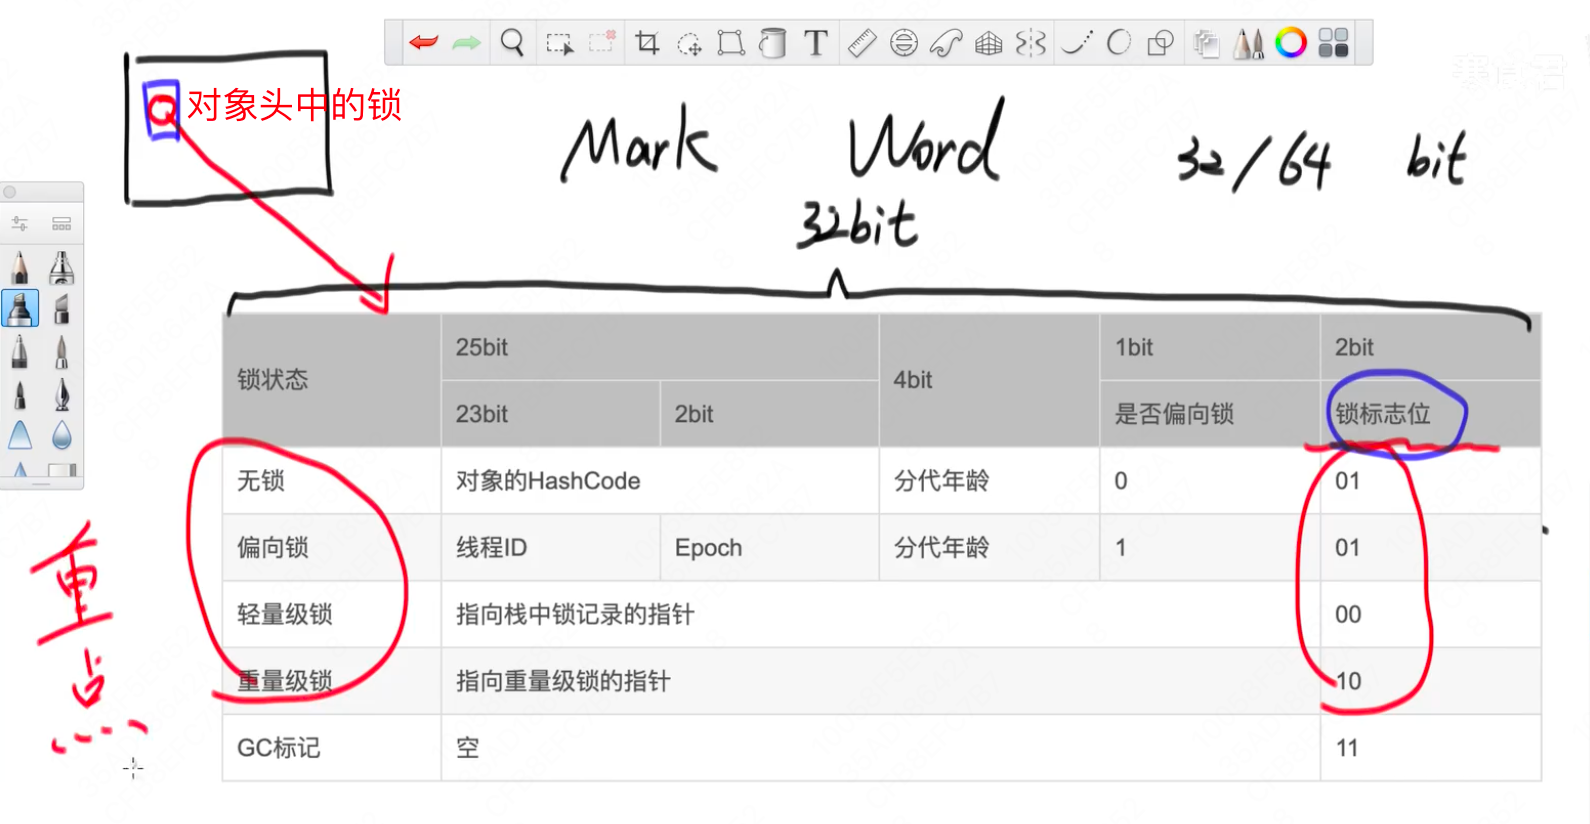 对象头中的锁
Mark Word 32/64 bit
32bit
锁状态 25bit 4bit 1bit 2bit
23bit 2bit 是否偏向锁 锁标志位
无锁 对象的HashCode 分代年龄 0 01
偏向锁 线程ID Epoch 分代年龄 1 01
轻量级锁 指向栈中锁记录的指针 00
重量级锁 指向重量级锁的指针 10
GC标记 空 11
重点